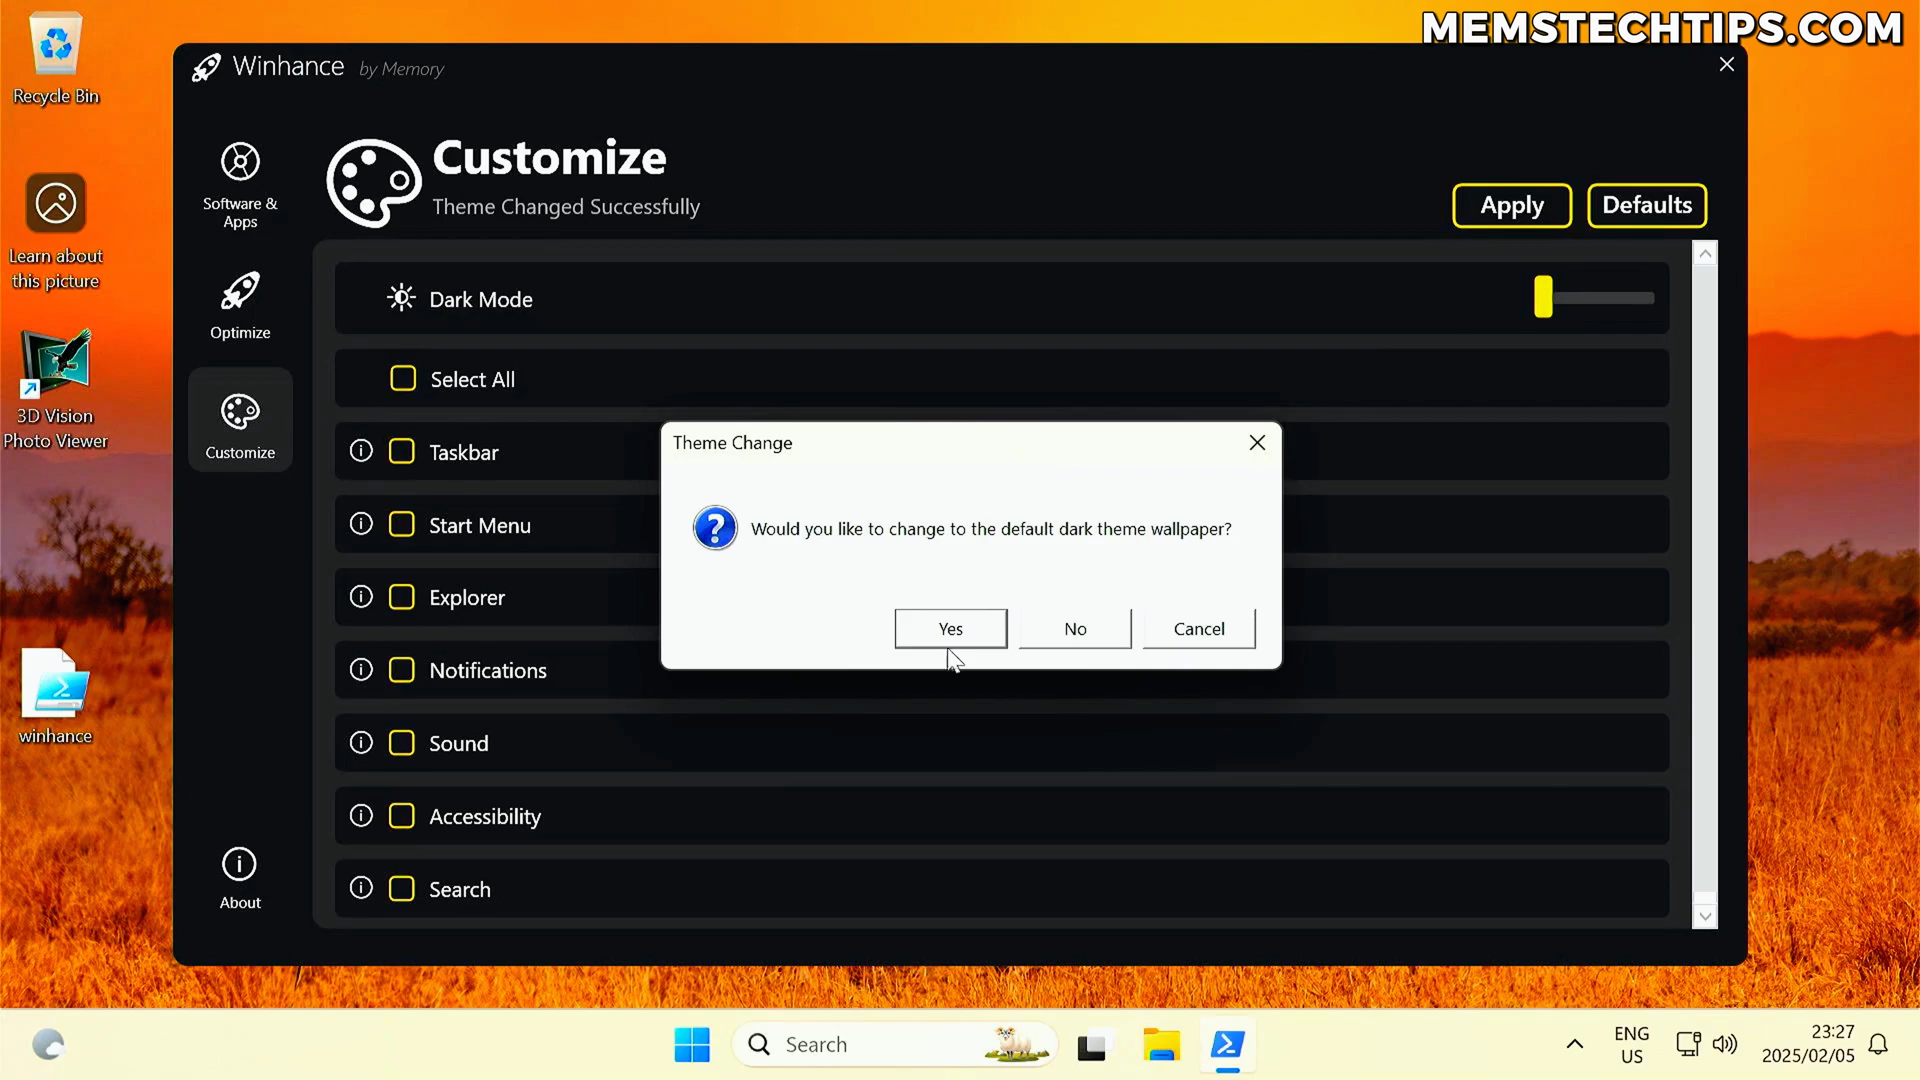 MEMSTECHTIPS.COM
Recycle Bin
Learn about
this picture
3D Vision
Photo Viewer
winhance
Winhance by Memory
Software &
Apps
Optimize
Customize
About
Customize
Theme Changed Successfully
Apply
Defaults
Dark Mode
Select All
Taskbar
Start Menu
Explorer
Notifications
Sound
Accessibility
Search
Theme Change
Would you like to change to the default dark theme wallpaper?
Yes
No
Cancel
Search
ENG
US
23:27
2025/02/05